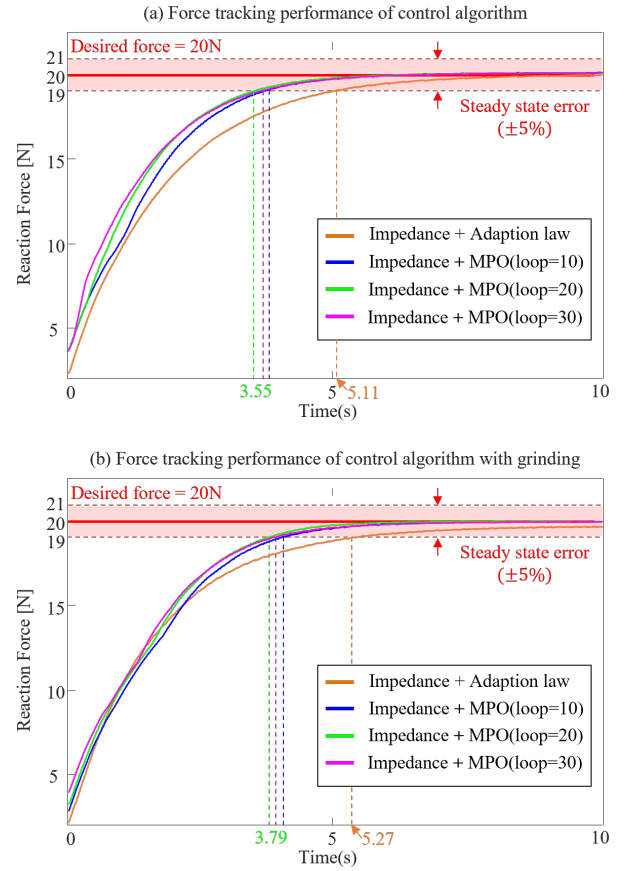 (a) Force tracking performance of control algorithm
Desired force = 20N
21
20
19
15
10
5
Reaction Force [N]
Steady state error
(±5%)
Impedance + Adaption law
Impedance + MPO(loop=10)
Impedance + MPO(loop=20)
Impedance + MPO(loop=30)
0
3.55
5
5.11
10
Time(s)
(b) Force tracking performance of control algorithm with grinding
Desired force = 20N
21
20
19
15
10
5
Reaction Force [N]
Steady state error
(±5%)
Impedance + Adaption law
Impedance + MPO(loop=10)
Impedance + MPO(loop=20)
Impedance + MPO(loop=30)
0
3.79
5
5.27
10
Time(s)